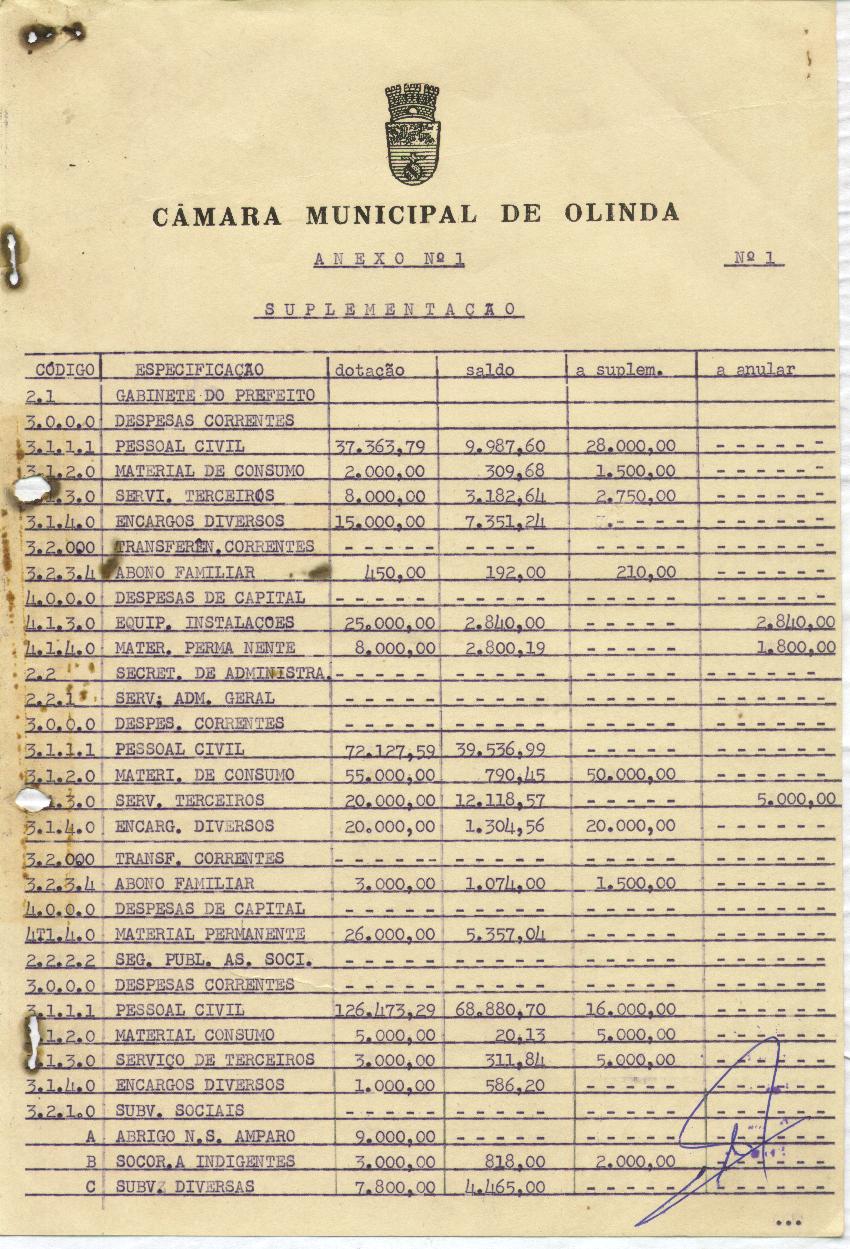 CÂMARA MUNICIPAL DE OLINDA
ANEXO Nº 1 Nº 1
SUPLEMENTAÇÃO
CÓDIGO ESPECIFICAÇÃO dotação saldo a suplem. a anular
2.1 GABINETE DO PREFEITO
3.0.0.0 DESPESAS CORRENTES
3.1.1.1 PESSOAL CIVIL 37.363,79 9.987,60 28.000,00 - - - - - -
3.1.2.0 MATERIAL DE CONSUMO 2.000,00 309,68 1.500,00 - - - - - -
.3.0 SERVI. TERCEIROS 8.000,00 3.182,64 2.750,00 - - - - - -
3.1.4.0 ENCARGOS DIVERSOS 15.000,00 7.351,24 - - - - - - - - - -
3.2.000 TRANSFERÊN.CORRENTES - - - - - - - - - - - - - - - - - - - -
3.2.3.4 ABONO FAMILIAR 450,00 192,00 210,00 - - - - - -
4.0.0.0 DESPESAS DE CAPITAL - - - - - - - - - - - - - - - - - - - - -
4.1.3.0 EQUIP. INSTALAÇOES 25.000,00 2.840,00 - - - - - 2.840,00
4.1.4.0 MATER. PERMA NENTE 8.000,00 2.800,19 - - - - - 1.800,00
2.2 SECRET. DE ADMINISTRA. - - - - - - - - - - - - - - - - - - - - -
2.2.1 SERV; ADM. GERAL - - - - - - - - - - - - - - - - - - - - -
3.0.0.0 DESPES. CORRENTES - - - - - - - - - - - - - - - - - - - - -
3.1.1.1 PESSOAL CIVIL 72.127,59 39.536,99 - - - - - - - - - - -
3.1.2.0 MATERI. DE CONSUMO 55.000,00 790,45 50.000,00 - - - - - -
.3.0 SERV. TERCEIROS 20.000,00 12.118,57 - - - - - 5.000,00
3.1.4.0 ENCARG. DIVERSOS 20.000,00 1.304,56 20.000,00 - - - - - -
3.2.000 TRANSF. CORRENTES - - - - - - - - - - - - - - - - - - - - -
3.2.3.4 ABONO FAMILIAR 3.000,00 1.074,00 1.500,00 - - - - - -
4.0.0.0 DESPESAS DE CAPITAL - - - - - - - - - - - - - - - - - - - - -
4T1.4.0 MATERIAL PERMANENTE 26.000,00 5.357,04 - - - - - - - - - - -
2.2.2.2 SEG. PUBL. AS. SOCI. - - - - - - - - - - - - - - - - - - - - -
3.0.0.0 DESPESAS CORRENTES - - - - - - - - - - - - - - - - - - - - -
3.1.1.1 PESSOAL CIVIL 126.473,29 68.880,70 16.000,00 - - - - - -
.1.2.0 MATERIAL CONSUMO 5.000,00 20,13 5.000,00 - - - - - -
.1.3.0 SERVIÇO DE TERCEIROS 3.000,00 311,84 5.000,00 - - - - - -
3.1.4.0 ENCARGOS DIVERSOS 1.000,00 586,20 - - - - - - - - - - -
3.2.1.0 SUBV. SOCIAIS - - - - - - - - - - - - - - - - - - - - -
A ABRIGO N.S. AMPARO 9.000,00 - - - - - - - - - - - - - - - -
B SOCOR.A INDIGENTES 3.000,00 818,00 2.000,00 - - - - - -
C SUBV. DIVERSAS 7.800,00 4.465,00 - - - - - - - - - - -
...